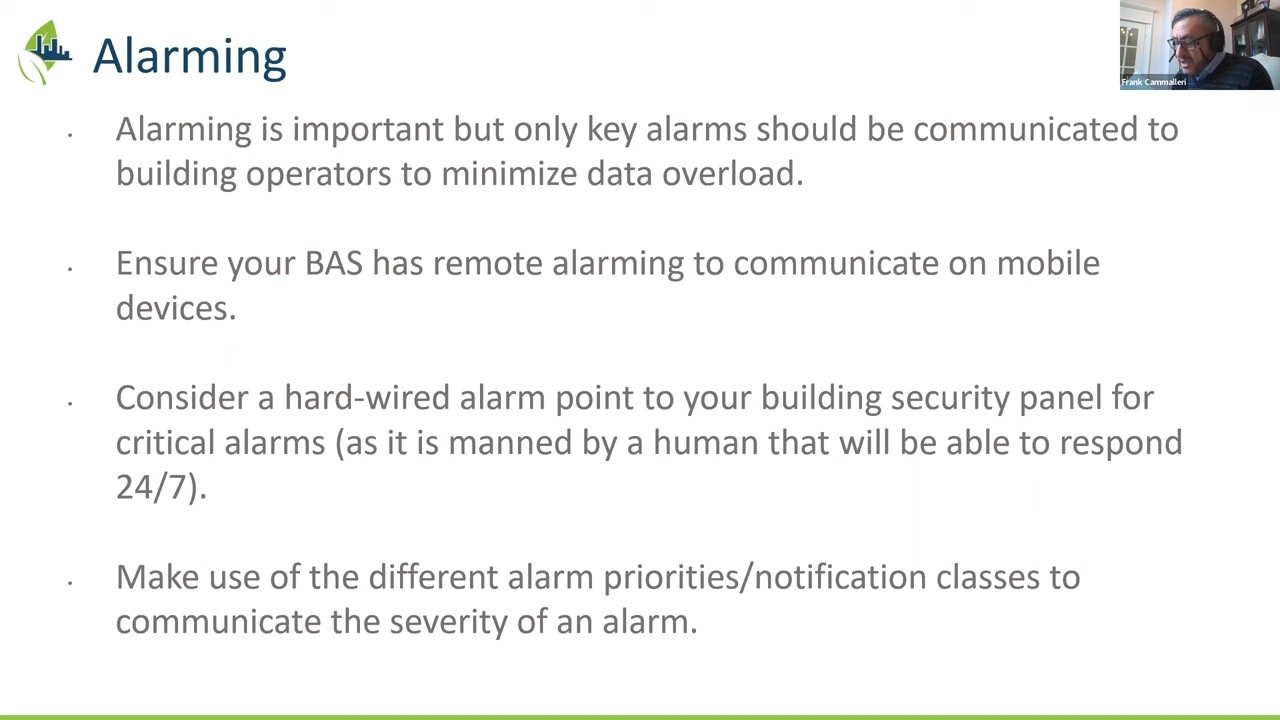 Alarming
Frank Cammalleri
· Alarming is important but only key alarms should be communicated to
building operators to minimize data overload.
· Ensure your BAS has remote alarming to communicate on mobile
devices.
· Consider a hard-wired alarm point to your building security panel for
critical alarms (as it is manned by a human that will be able to respond
24/7).
· Make use of the different alarm priorities/notification classes to
communicate the severity of an alarm.